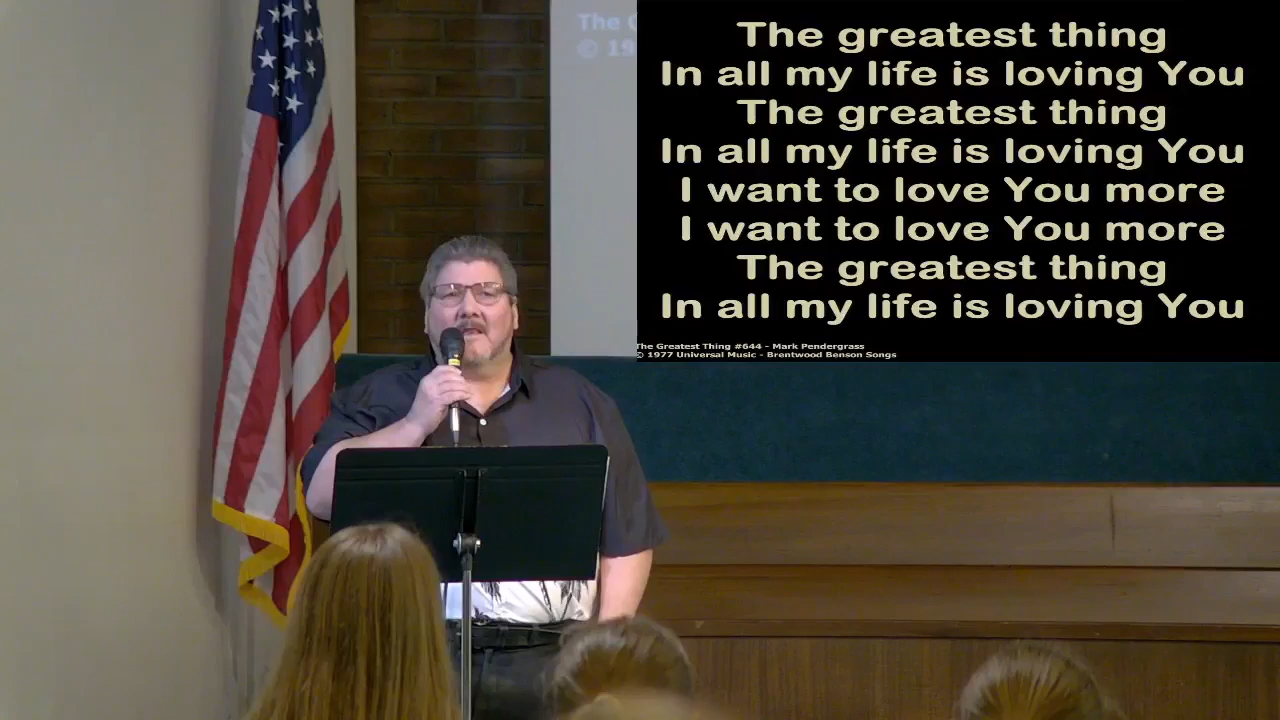 The
© 19
The greatest thing
In all my life is loving You
The greatest thing
In all my life is loving You
I want to love You more
I want to love You more
The greatest thing
In all my life is loving You
The Greatest Thing #644 - Mark Pendergrass
© 1977 Universal Music - Brentwood Benson Songs